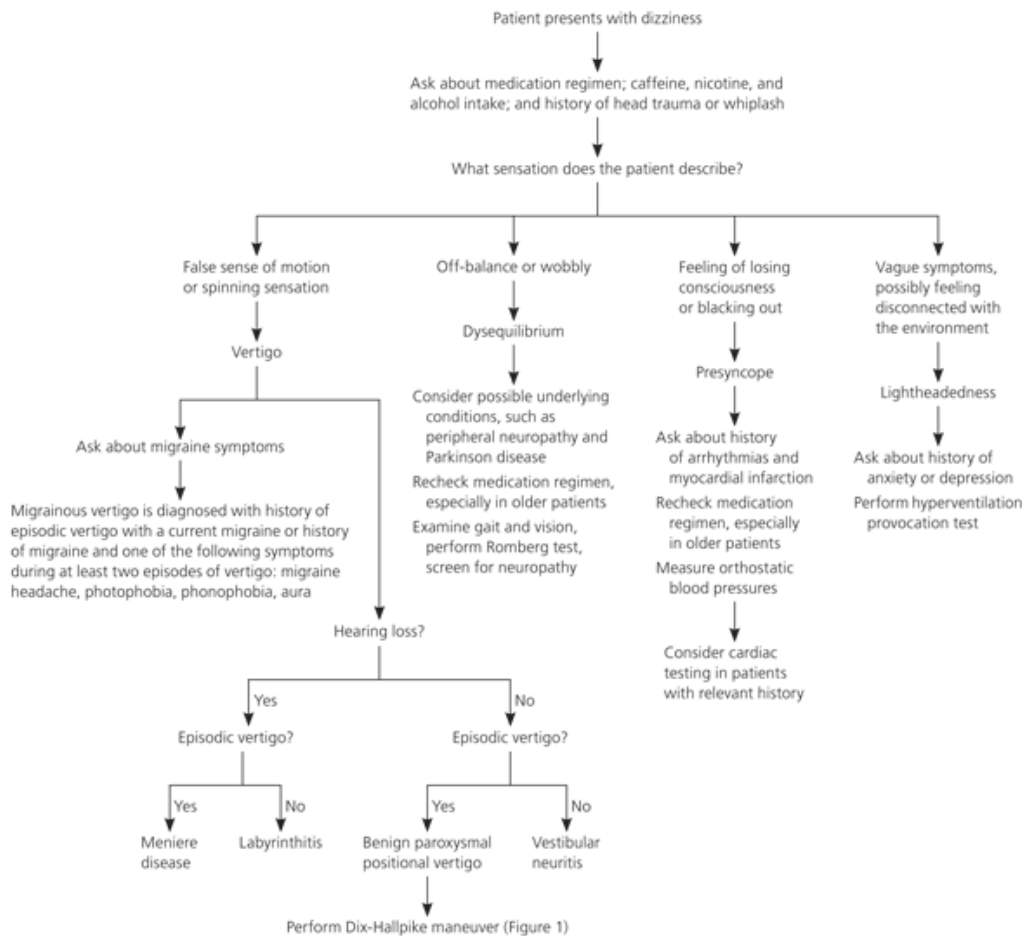 Patient presents with dizziness
Ask about medication regimen; caffeine, nicotine, and
alcohol intake; and history of head trauma or whiplash
What sensation does the patient describe?
False sense of motion
or spinning sensation
Vertigo
Ask about migraine symptoms
Migrainous vertigo is diagnosed with history of
episodic vertigo with a current migraine or history
of migraine and one of the following symptoms
during at least two episodes of vertigo: migraine
headache, photophobia, phonophobia, aura
Hearing loss?
Yes
Episodic vertigo?
Yes
Meniere
disease
No
Labyrinthitis
No
Episodic vertigo?
Yes
Benign paroxysmal
positional vertigo
Perform Dix-Hallpike maneuver (Figure 1)
No
Vestibular
neuritis
Off-balance or wobbly
Dysequilibrium
Consider possible underlying
conditions, such as
peripheral neuropathy and
Parkinson disease
Recheck medication regimen,
especially in older patients
Examine gait and vision,
perform Romberg test,
screen for neuropathy
Feeling of losing
consciousness
or blacking out
Presyncope
Ask about history
of arrhythmias and
myocardial infarction
Recheck medication
regimen, especially
in older patients
Measure orthostatic
blood pressures
Consider cardiac
testing in patients
with relevant history
Vague symptoms,
possibly feeling
disconnected with
the environment
Lightheadedness
Ask about history of
anxiety or depression
Perform hyperventilation
provocation test